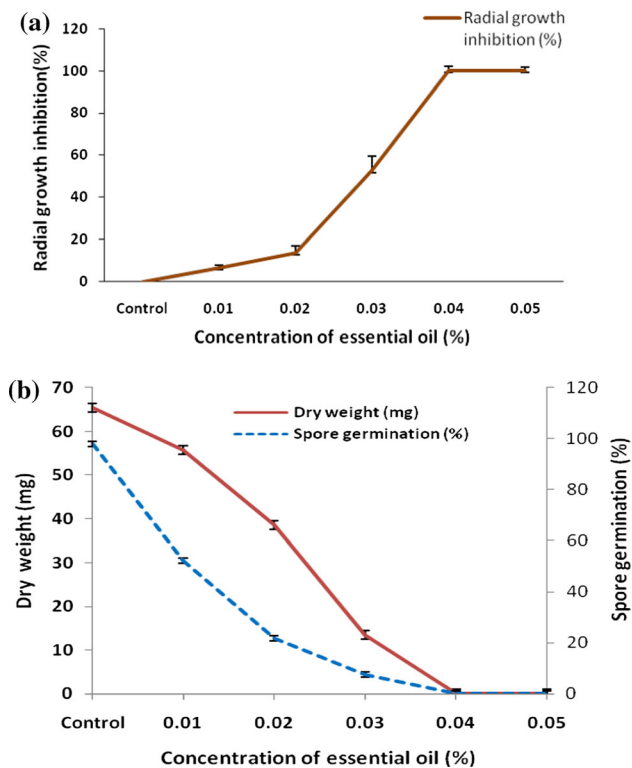 (a)
Radial growth
inhibition (%)
Radial growth inhibition(%)
120
100
80
60
40
20
0
Control 0.01 0.02 0.03 0.04 0.05
Concentration of essential oil (%)
(b)
Dry weight (mg)
Spore germination (%)
Dry weight (mg)
70
60
50
40
30
20
10
0
120
100
80
60
40
20
0
Spore germination (%)
Control 0.01 0.02 0.03 0.04 0.05
Concentration of essential oil (%)